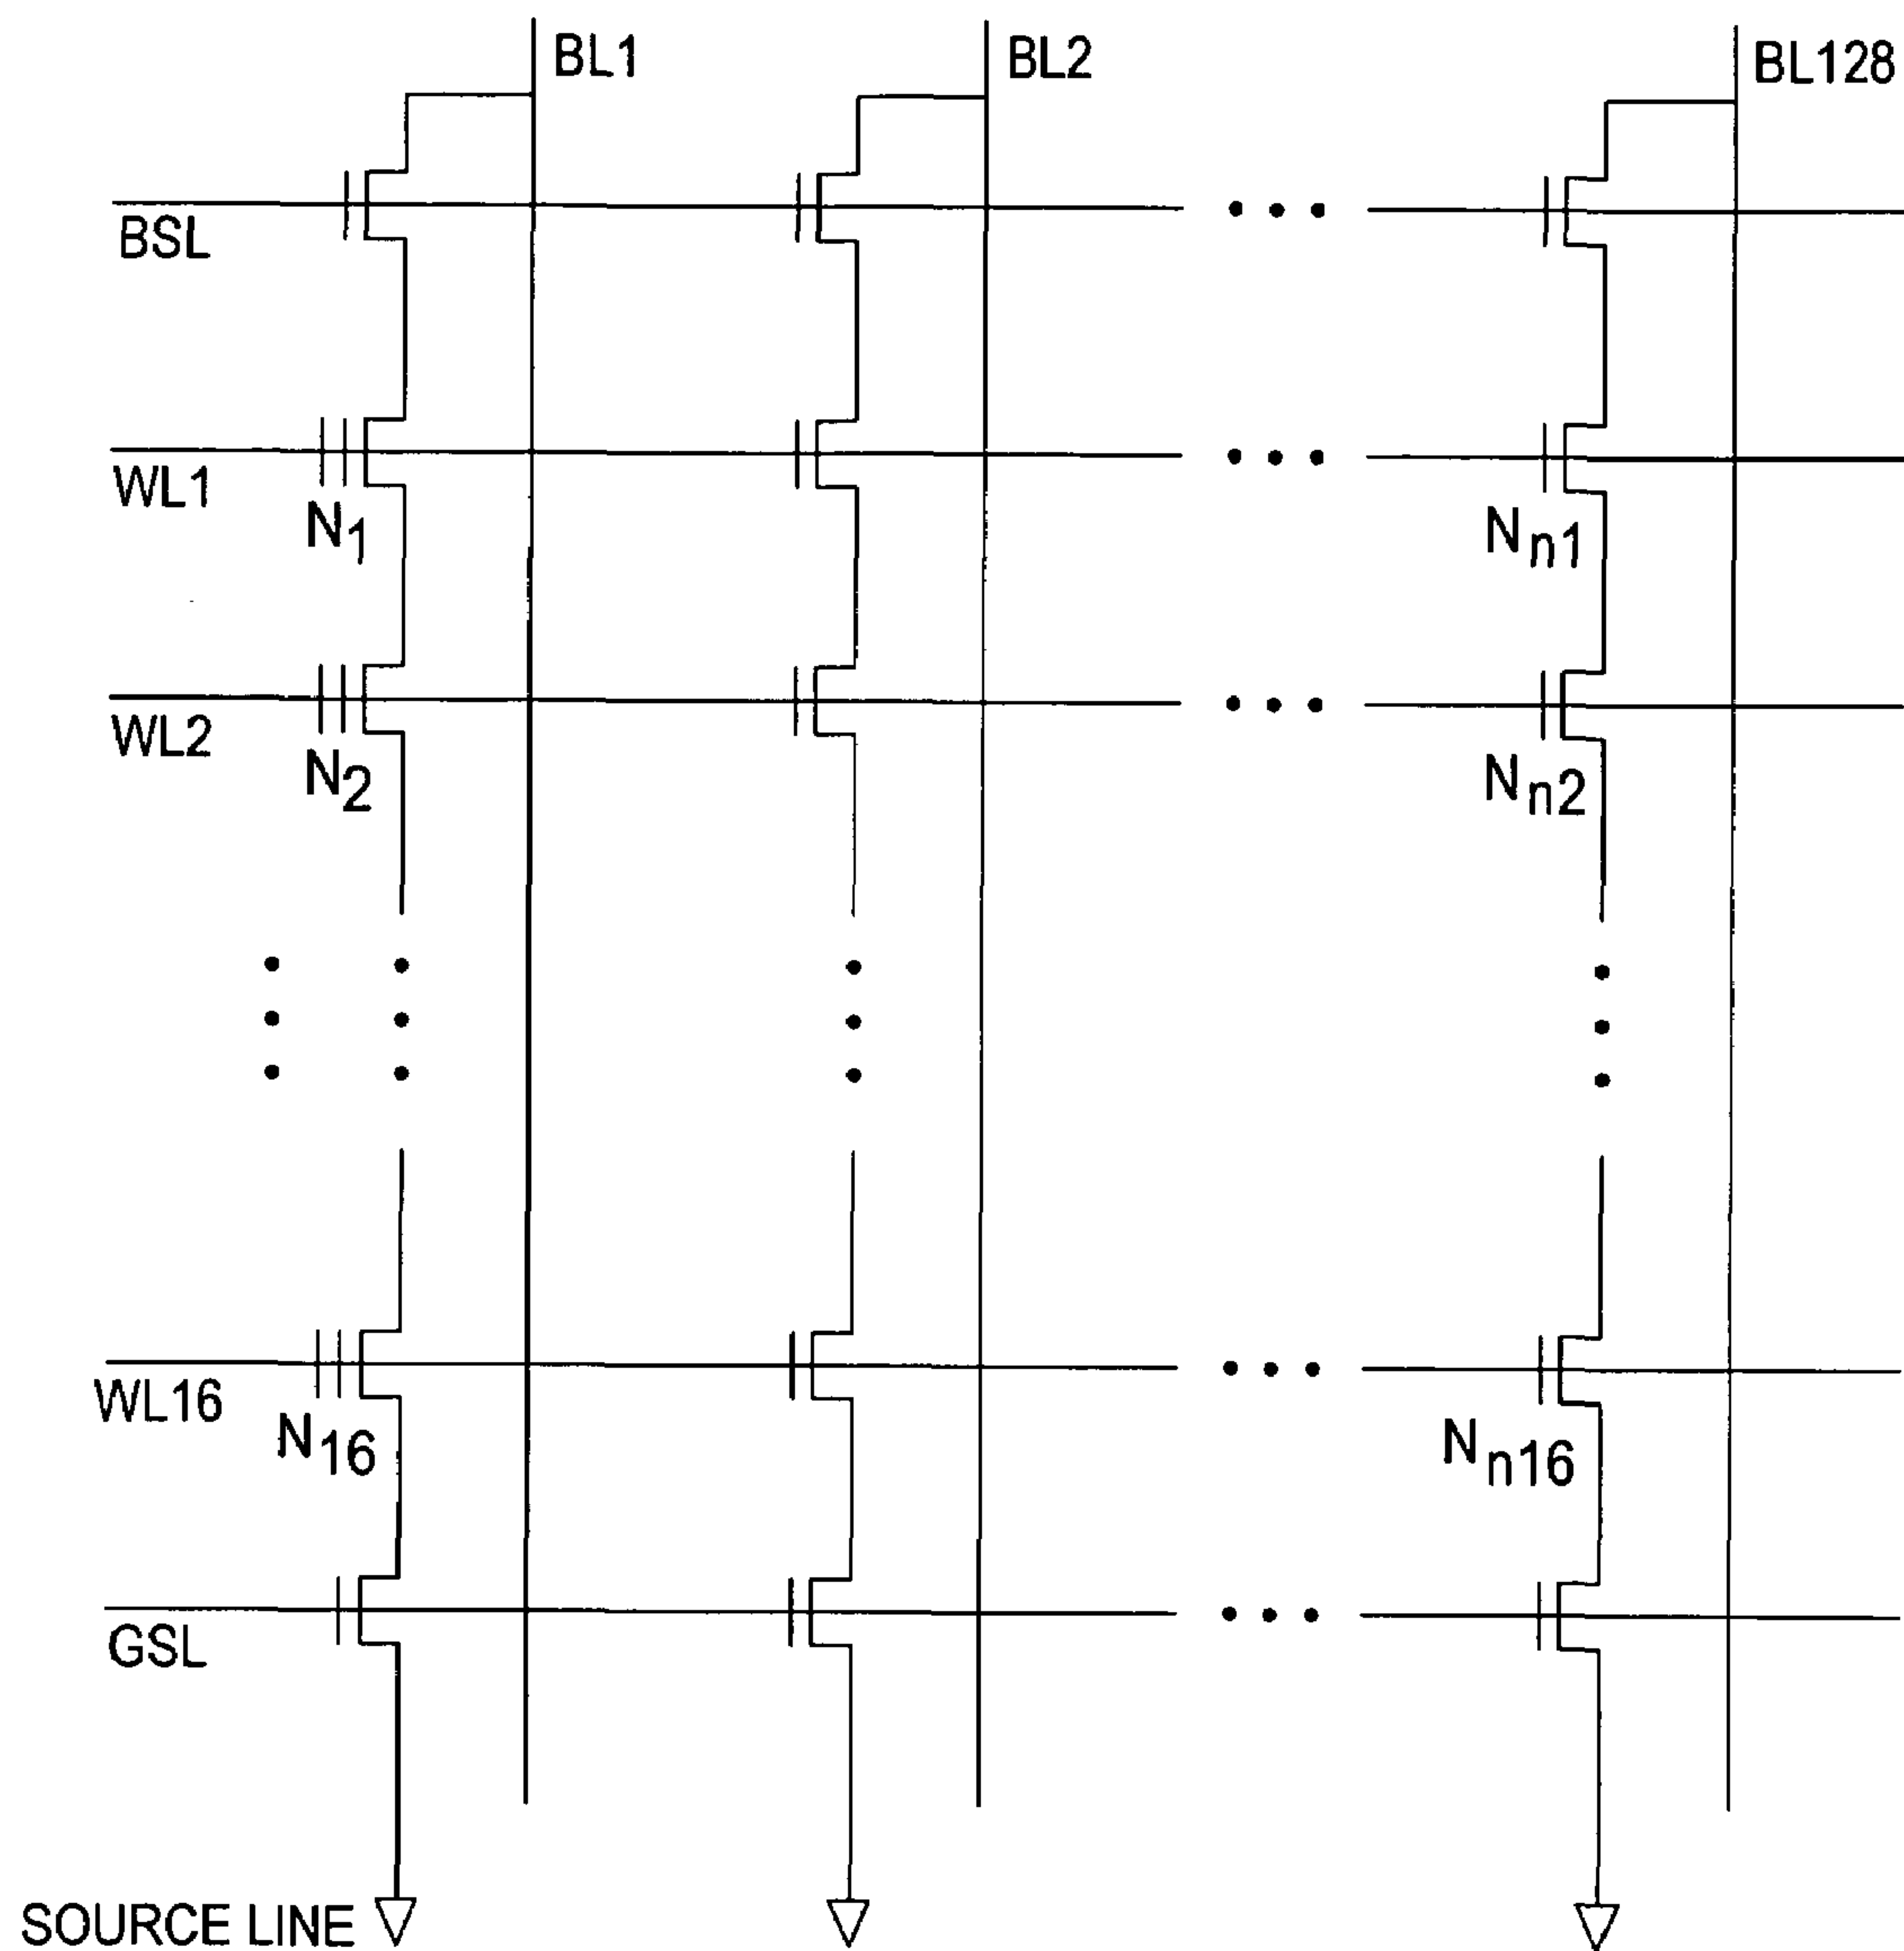 BL1
BL2
BL128
BSL
WL1
N1
Nn1
WL2
N2
Nn2
WL16
N16
Nn16
GSL
SOURCE LINE